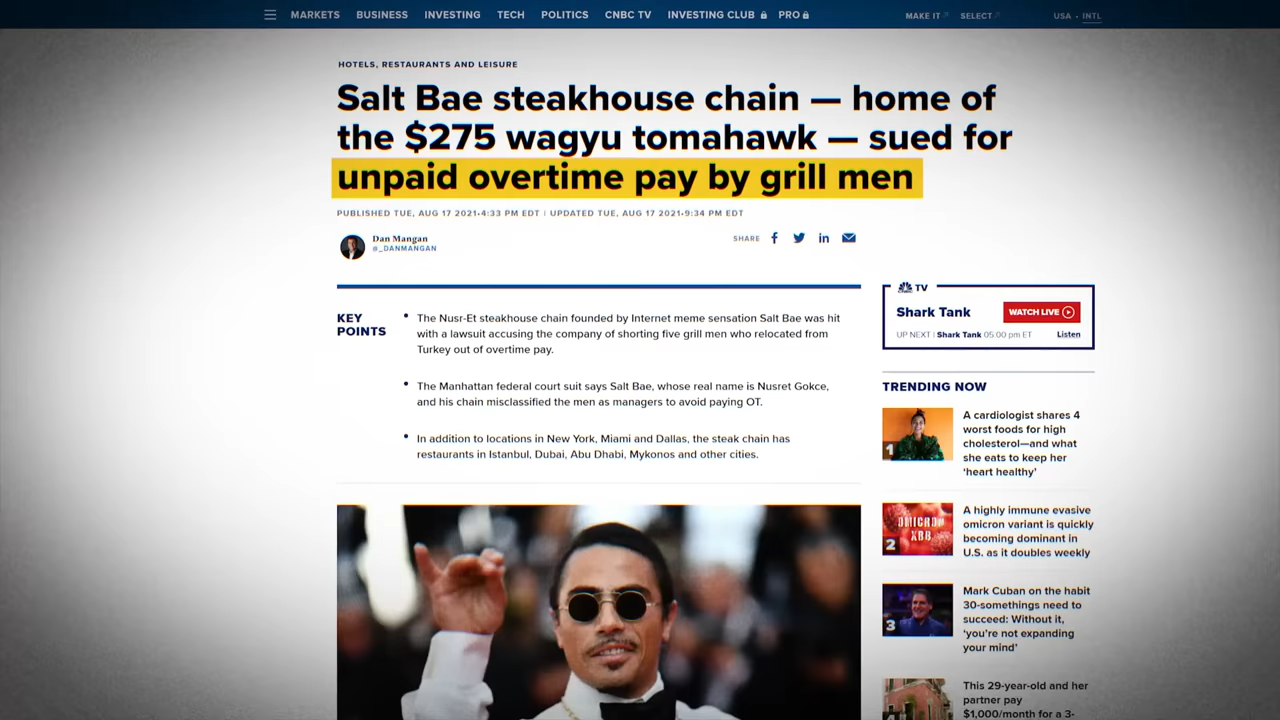 MARKETS BUSINESS INVESTING TECH POLITICS CNBC TV INVESTING CLUB PRO MAKE IT SELECT USA • INTL
HOTELS, RESTAURANTS AND LEISURE
Salt Bae steakhouse chain — home of
the $275 wagyu tomahawk — sued for
unpaid overtime pay by grill men
PUBLISHED TUE, AUG 17 2021•4:33 PM EDT | UPDATED TUE, AUG 17 2021•9:34 PM EDT
Dan Mangan
@_DANMANGAN
SHARE
KEY
POINTS
• The Nusr-Et steakhouse chain founded by Internet meme sensation Salt Bae was hit
with a lawsuit accusing the company of shorting five grill men who relocated from
Turkey out of overtime pay.
• The Manhattan federal court suit says Salt Bae, whose real name is Nusret Gokce,
and his chain misclassified the men as managers to avoid paying OT.
• In addition to locations in New York, Miami and Dallas, the steak chain has
restaurants in Istanbul, Dubai, Abu Dhabi, Mykonos and other cities.
TV
Shark Tank
WATCH LIVE
UP NEXT | Shark Tank 05:00 pm ET
Listen
TRENDING NOW
1
A cardiologist shares 4
worst foods for high
cholesterol—and what
she eats to keep her
‘heart healthy’
OMICRON
XBB
2
A highly immune evasive
omicron variant is quickly
becoming dominant in
U.S. as it doubles weekly
3
Mark Cuban on the habit
30-somethings need to
succeed: Without it,
‘you’re not expanding
your mind’
This 29-year-old and her
partner pay
$1,000/month for a 3-